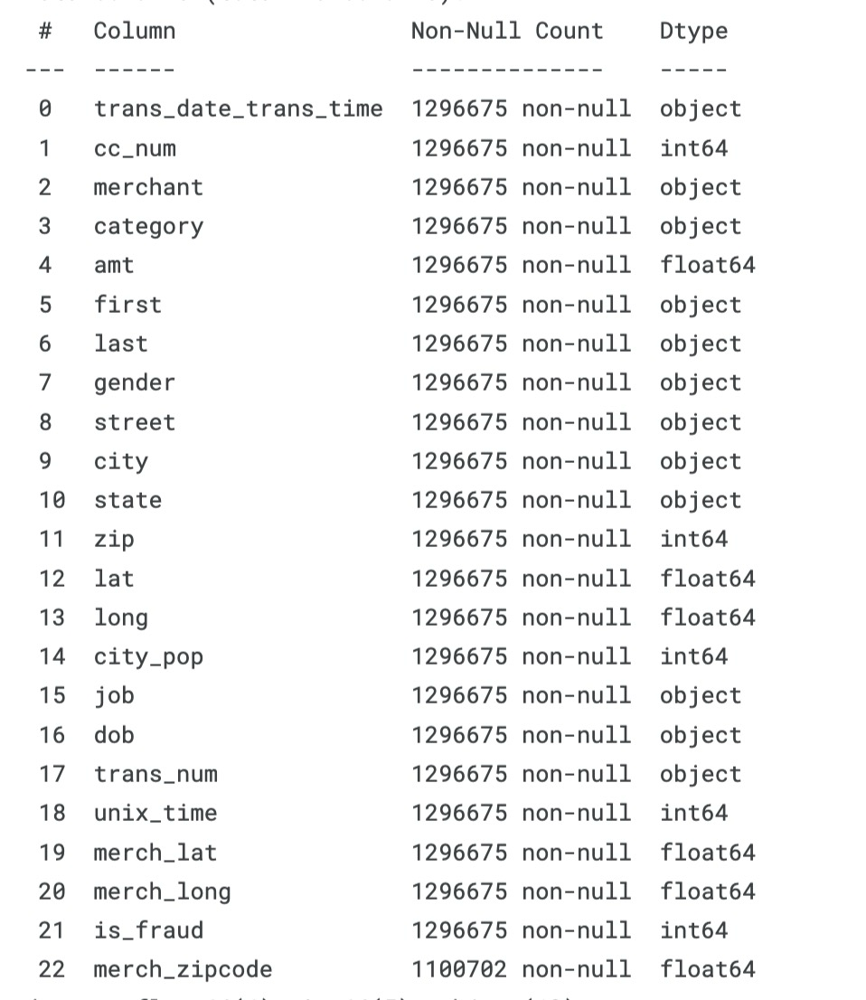 #   Column                 Non-Null Count    Dtype
---  ------                 --------------    -----
0   trans_date_trans_time  1296675 non-null  object
1   cc_num                 1296675 non-null  int64
2   merchant               1296675 non-null  object
3   category               1296675 non-null  object
4   amt                    1296675 non-null  float64
5   first                  1296675 non-null  object
6   last                   1296675 non-null  object
7   gender                 1296675 non-null  object
8   street                 1296675 non-null  object
9   city                   1296675 non-null  object
10  state                  1296675 non-null  object
11  zip                    1296675 non-null  int64
12  lat                    1296675 non-null  float64
13  long                   1296675 non-null  float64
14  city_pop               1296675 non-null  int64
15  job                    1296675 non-null  object
16  dob                    1296675 non-null  object
17  trans_num              1296675 non-null  object
18  unix_time              1296675 non-null  int64
19  merch_lat              1296675 non-null  float64
20  merch_long             1296675 non-null  float64
21  is_fraud               1296675 non-null  int64
22  merch_zipcode          1100702 non-null  float64